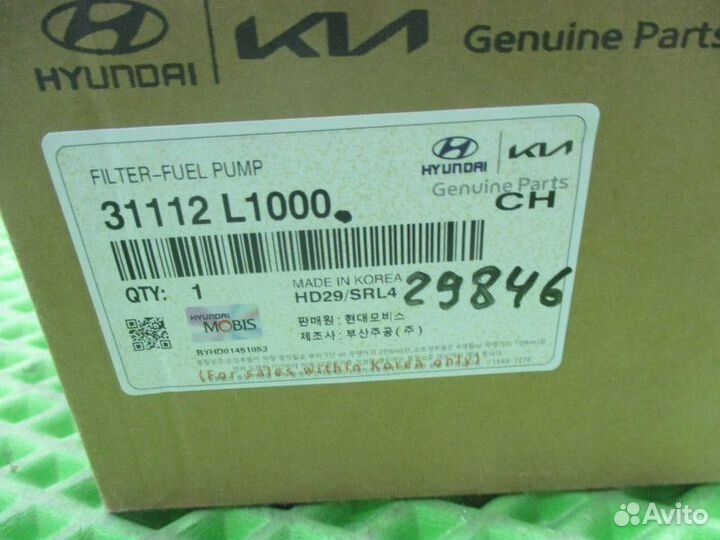 HYUNDAI KIA Genuine Parts
FILTER-FUEL PUMP
31112 L1000
HYUNDAI KIA
Genuine Parts
CH
QTY: 1
MADE IN KOREA
HD29/SRL4
29846
HYUNDAI
MOBIS
판매원: 현대모비스
제조사: 부산주공(주)
BYHD01451053
(For sales within Korea only)
Avito